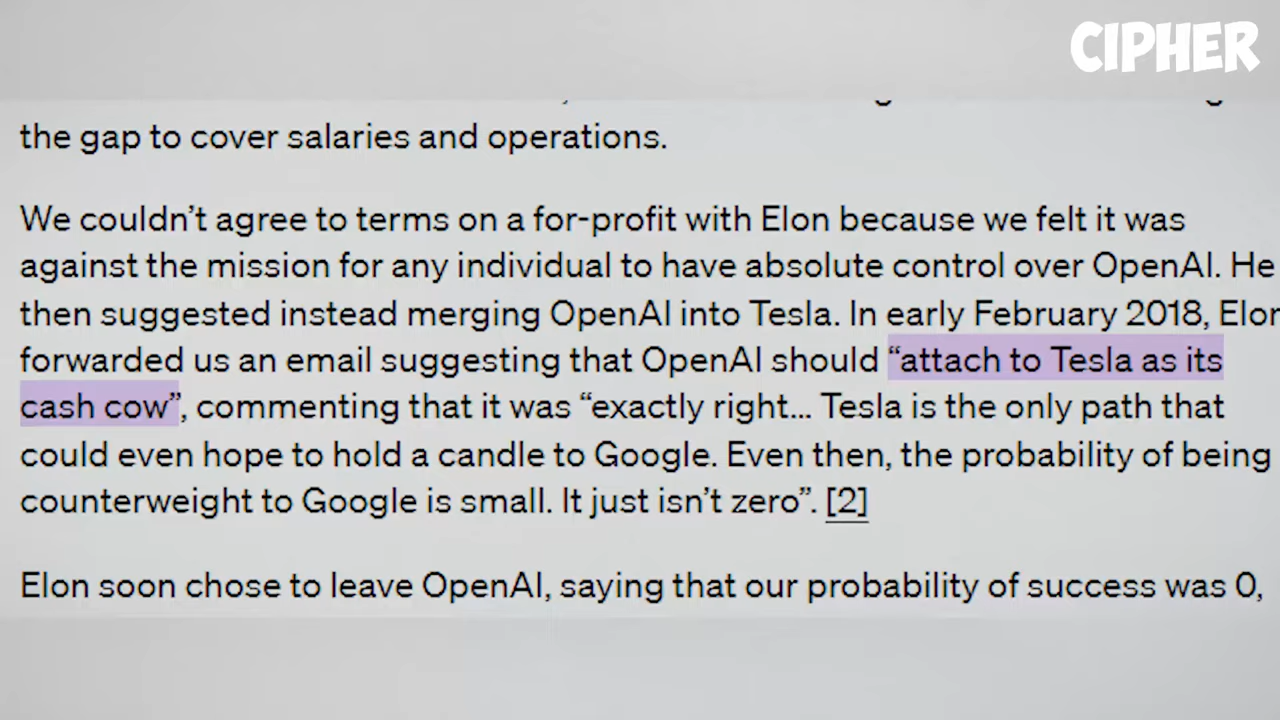 CIPHER
the gap to cover salaries and operations.
We couldn’t agree to terms on a for-profit with Elon because we felt it was
against the mission for any individual to have absolute control over OpenAI. He
then suggested instead merging OpenAI into Tesla. In early February 2018, Elon
forwarded us an email suggesting that OpenAI should “attach to Tesla as its
cash cow”, commenting that it was “exactly right... Tesla is the only path that
could even hope to hold a candle to Google. Even then, the probability of being
counterweight to Google is small. It just isn’t zero”. [2]
Elon soon chose to leave OpenAI, saying that our probability of success was 0,